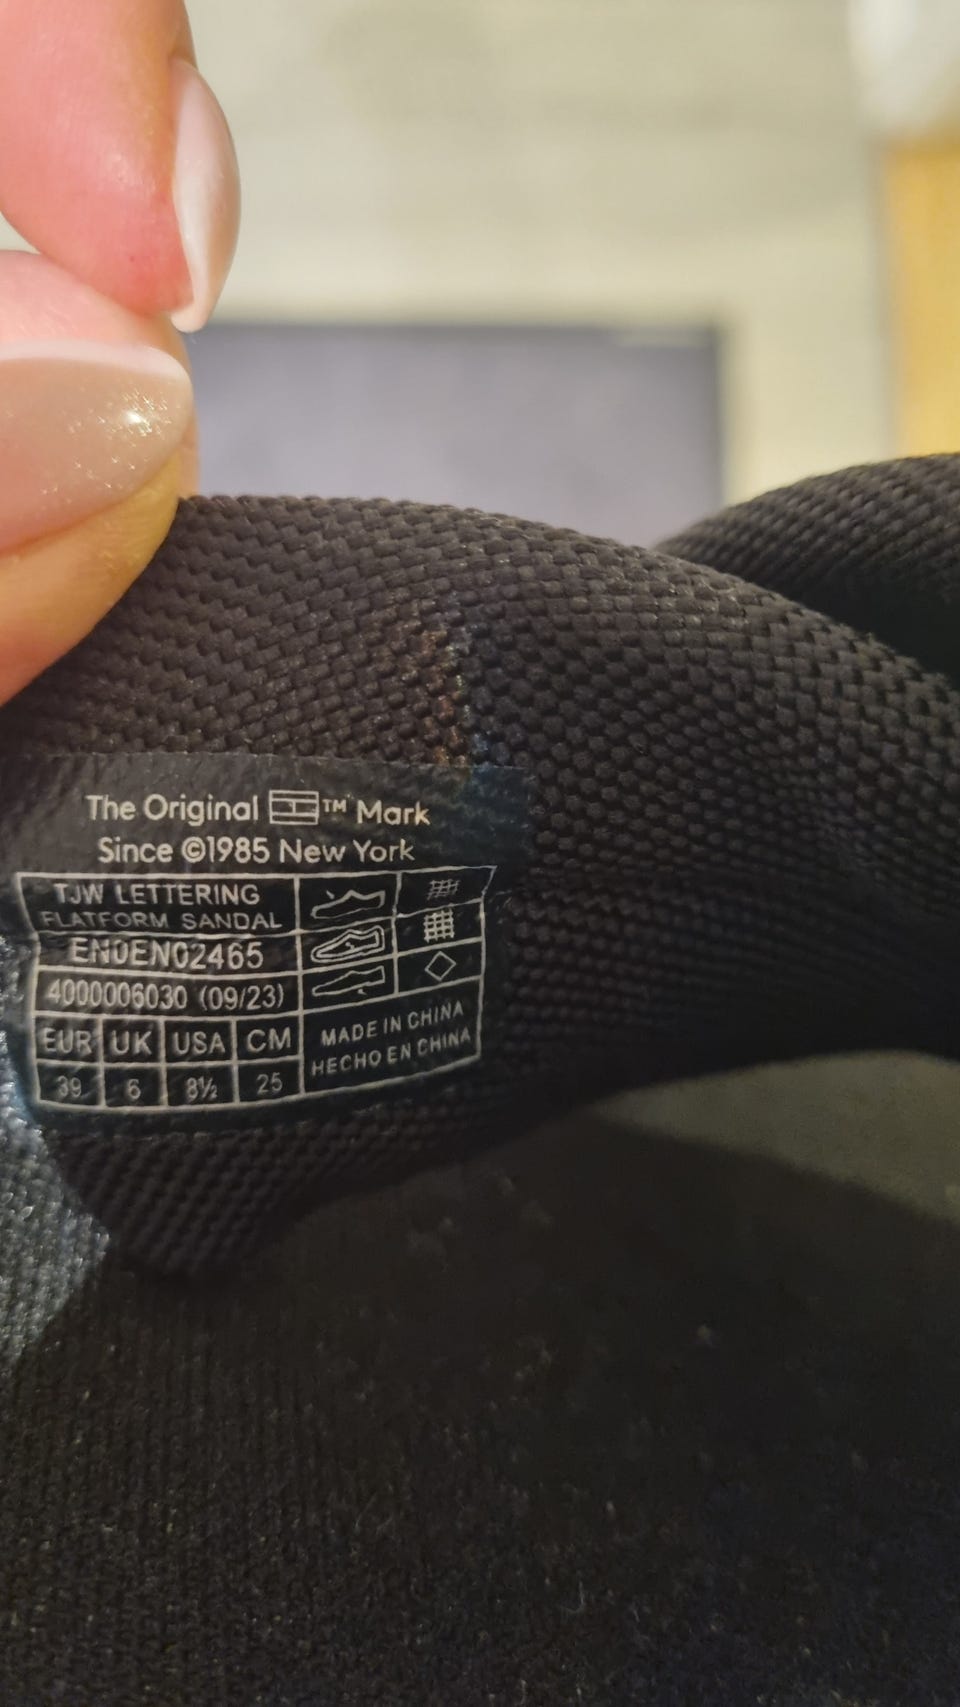 The Original ™ Mark
Since ©1985 New York
TJW LETTERING
FLATFORM SANDAL
EN0EN02465
4000006030 (09/23)
EUR UK USA CM
39 6 8½ 25
MADE IN CHINA
HECHO EN CHINA